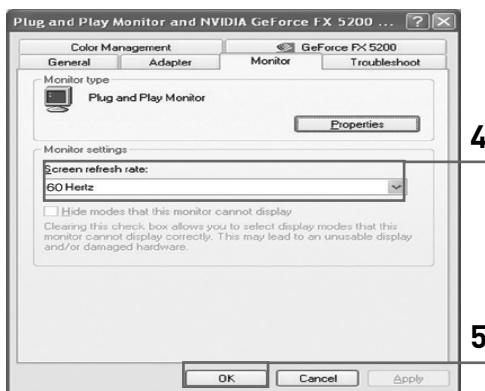 Plug and Play Monitor and NVIDIA GeForce FX 5200 ...
Color Management
GeForce FX 5200
General
Adapter
Monitor
Troubleshoot
Monitor type
Plug and Play Monitor
Properties
Monitor settings
Screen refresh rate:
60 Hertz
Hide modes that this monitor cannot display
Clearing this check box allows you to select display modes that this
monitor cannot display correctly. This may lead to an unusable display
and/or damaged hardware.
OK
Cancel
Apply
4
5